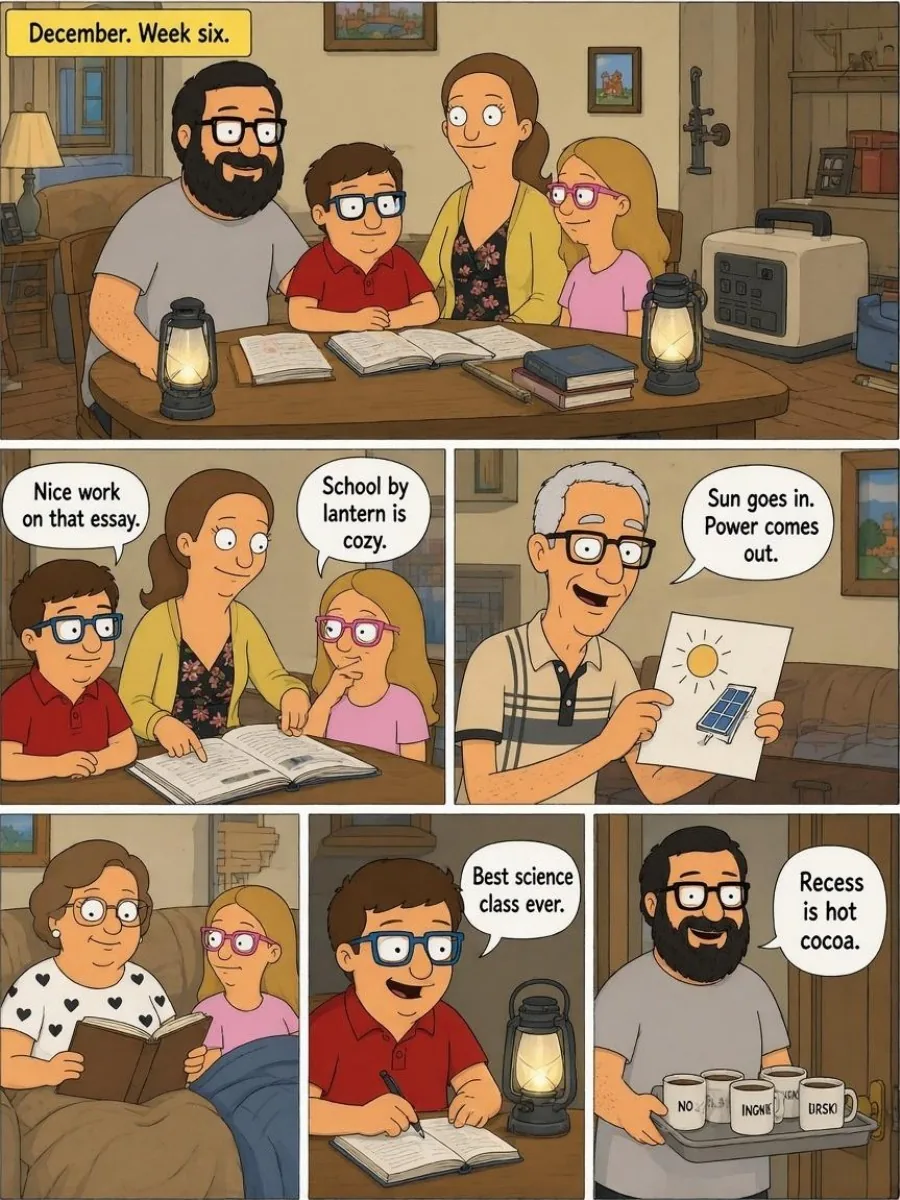 December. Week six.
Nice work
on that essay.
School by
lantern is
cozy.
Sun goes in.
Power comes
out.
Best science
class ever.
Recess
is hot
cocoa.
NO
URSKI